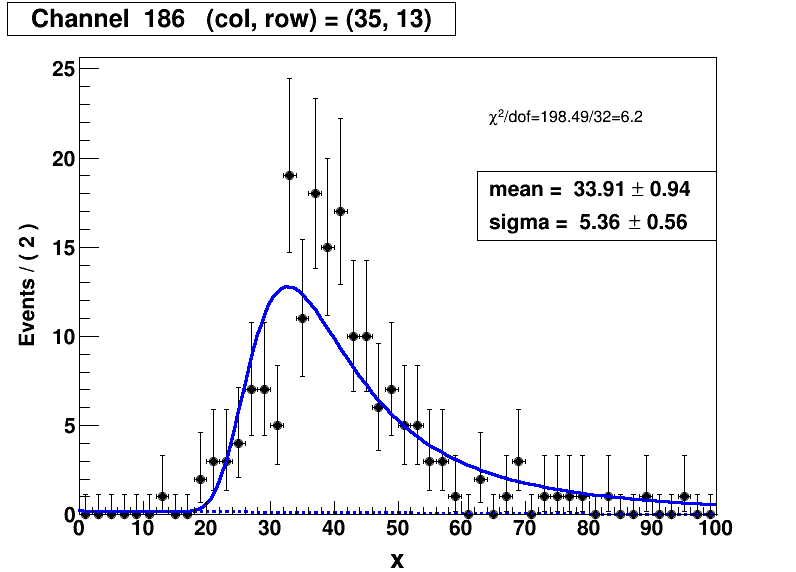 Channel 186 (col, row) = (35, 13)
χ²/dof=198.49/32=6.2
mean = 33.91 ± 0.94
sigma = 5.36 ± 0.56
Events / ( 2 )
25
20
15
10
5
0
0 10 20 30 40 50 60 70 80 90 100
x